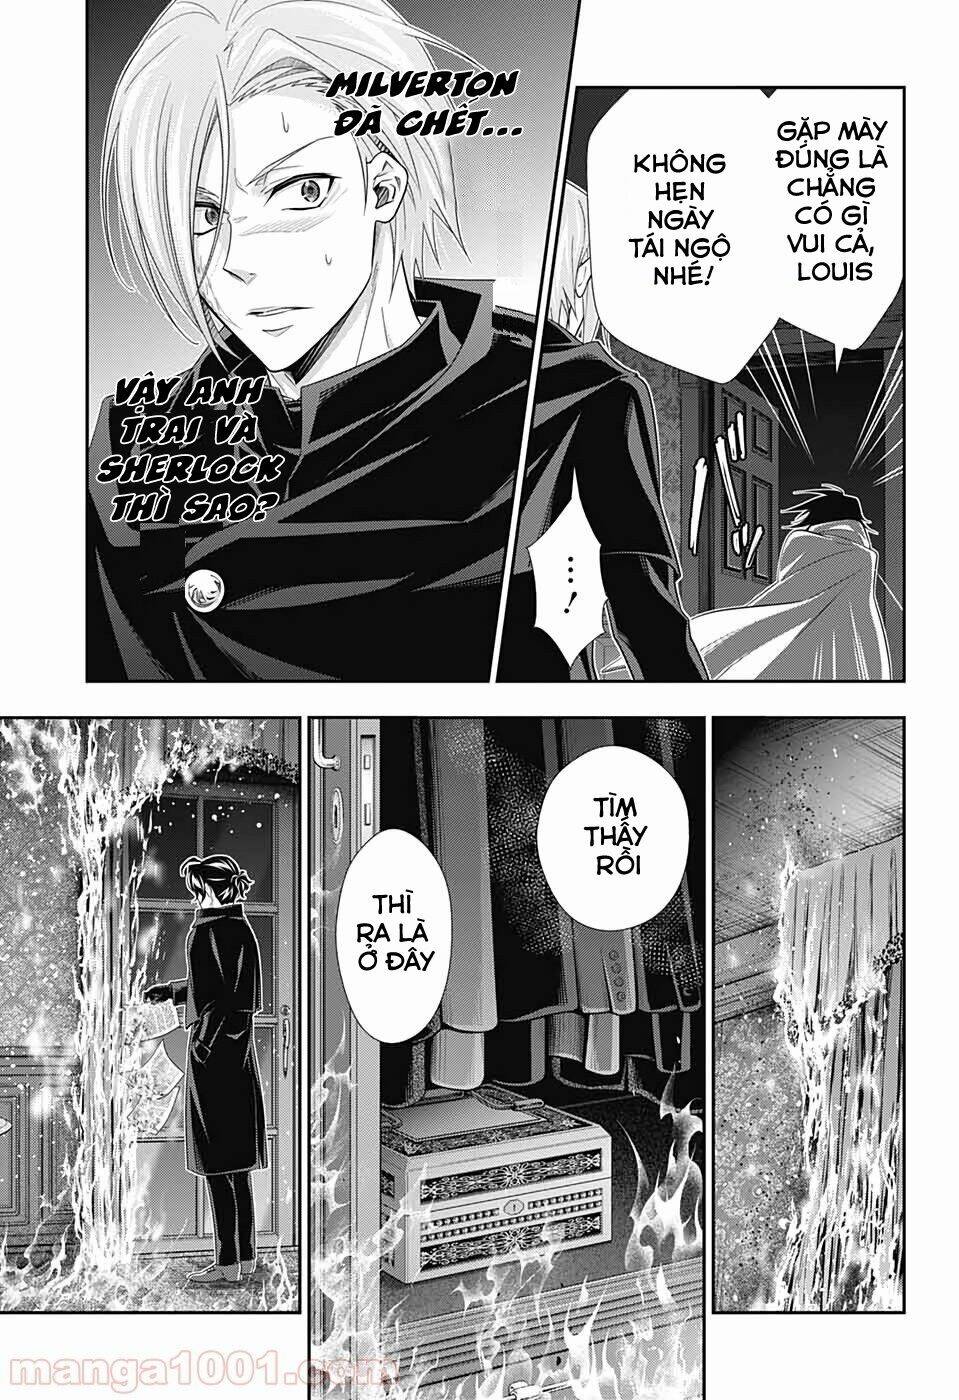 GẶP MÀY
ĐÚNG LÀ
CHẲNG
CÓ GÌ
VUI CẢ,
LOUIS
KHÔNG
HẸN
NGÀY
TÁI NGỘ
NHÉ!
MILVERTON
ĐÀ CHẾT...
VẬY ANH
TRAI VÀ
SHERLOCK
THÌ SAO?
....!
TÌM
THẤY
RỒI
THÌ
RA LÀ
Ở ĐÂY
manga1001.com